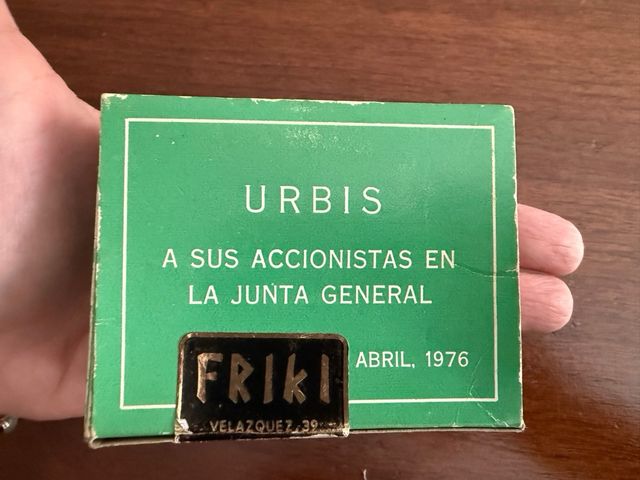 URBIS
A SUS ACCIONISTAS EN
LA JUNTA GENERAL
ABRIL, 1976
FRIKI
VELAZQUEZ, 39